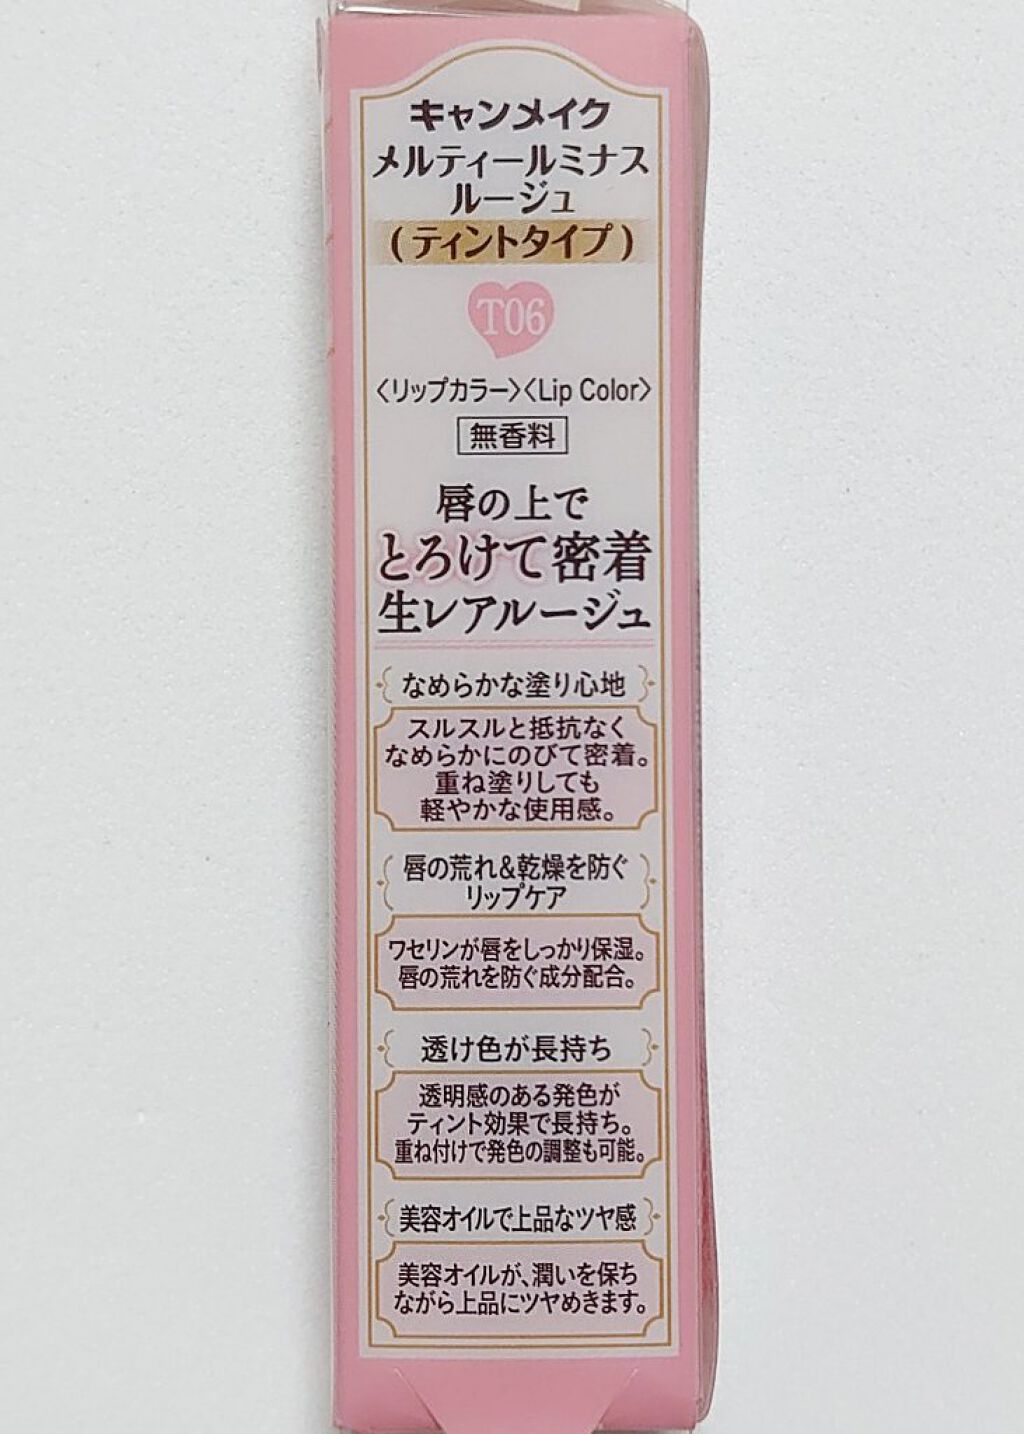 キャンメイク
メルティールミナス
ルージュ
(ティントタイプ)
T06
〈リップカラー〉〈Lip Color〉
無香料
唇の上で
とろけて密着
生レアルージュ
なめらかな塗り心地
スルスルと抵抗なく
なめらかにのびて密着。
重ね塗りしても
軽やかな使用感。
唇の荒れ&乾燥を防ぐ
リップケア
ワセリンが唇をしっかり保湿。
唇の荒れを防ぐ成分配合。
透け色が長持ち
透明感のある発色が
ティント効果で長持ち。
重ね付けで発色の調整も可能。
美容オイルで上品なツヤ感
美容オイルが、潤いを保ち
ながら上品にツヤめきます。